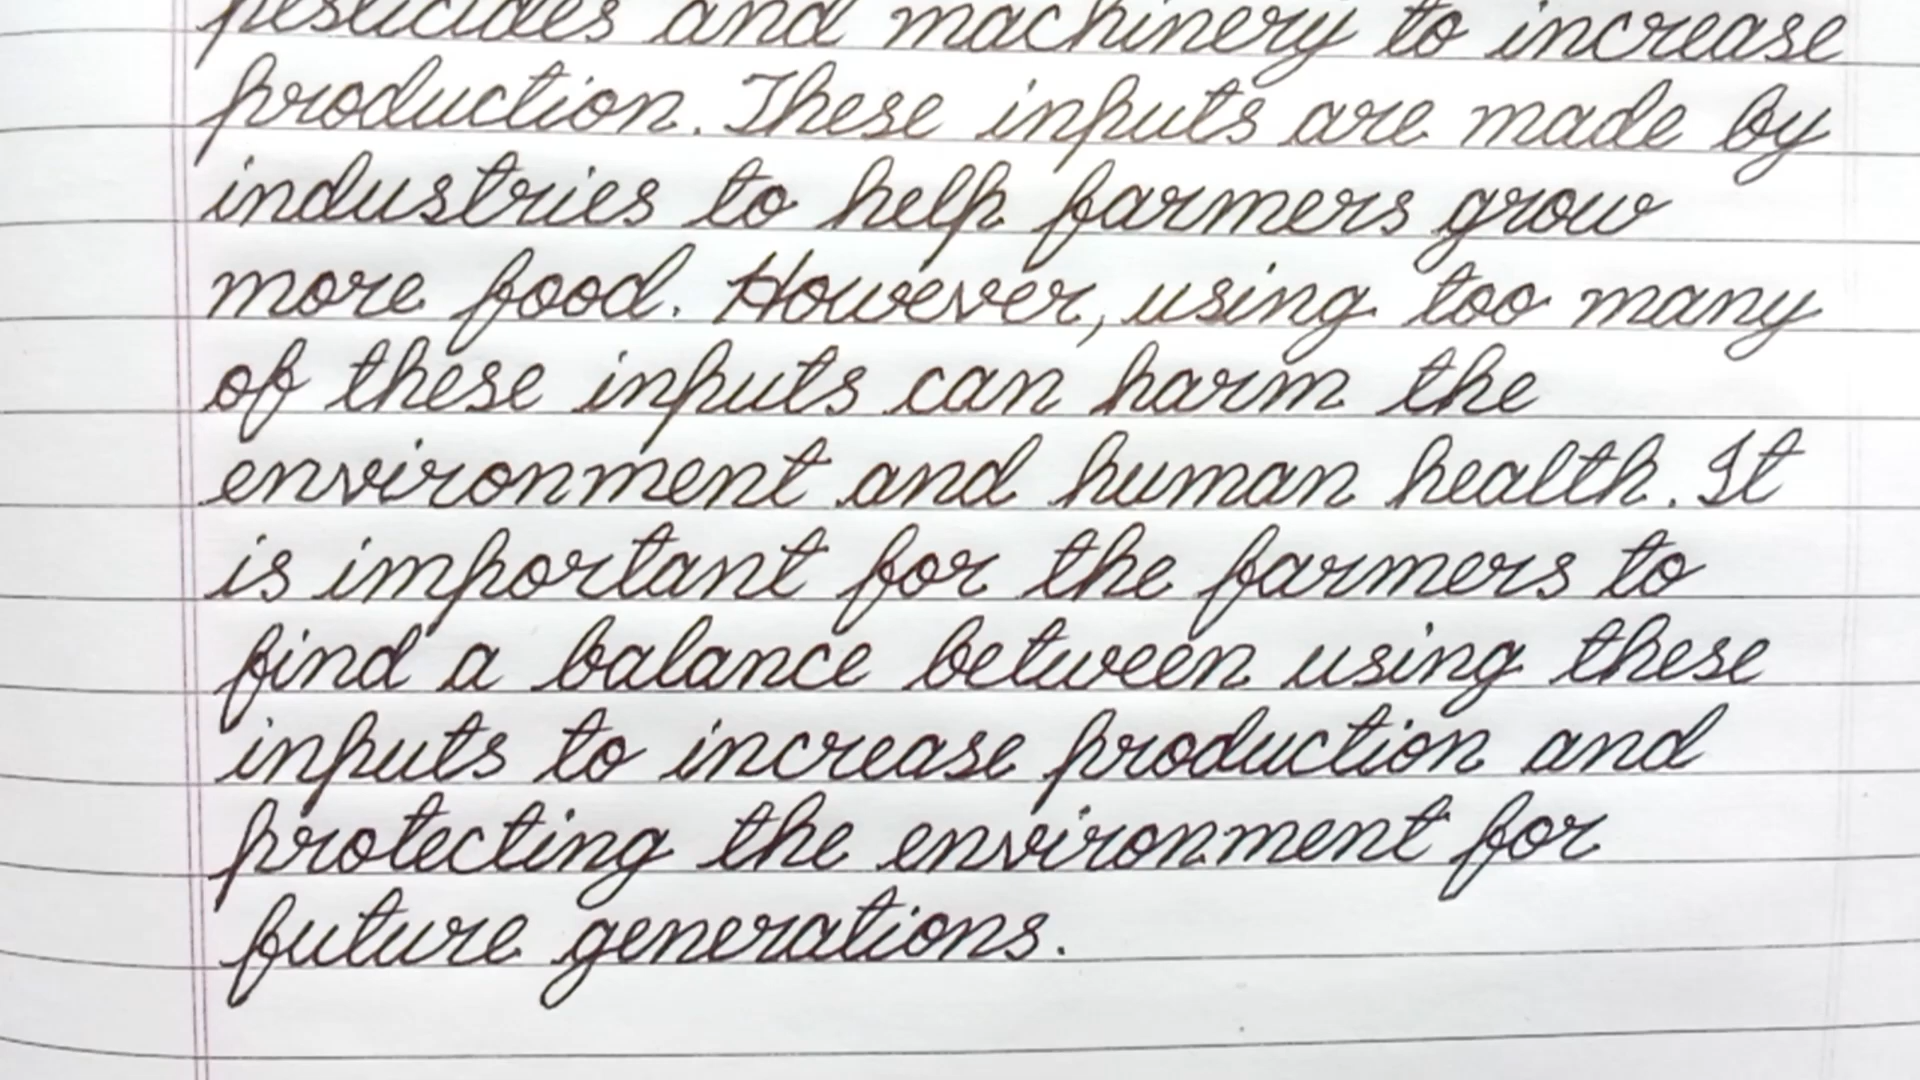 pesticides and machinery to increase
production. These inputs are made by
industries to help farmers grow
more food. However, using too many
of these inputs can harm the
environment and human health. It
is important for the farmers to
find a balance between using these
inputs to increase production and
protecting the environment for
future generations.